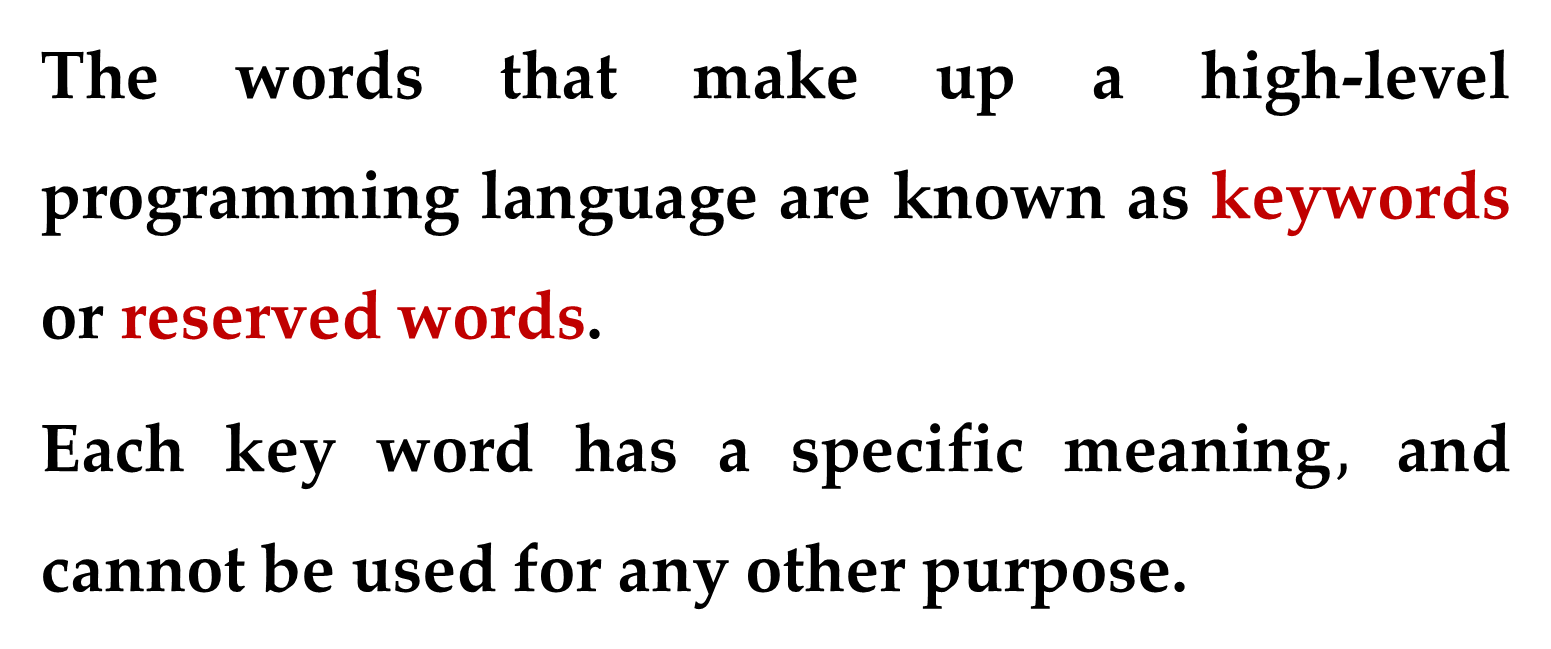 The words that make up a high-level
programming language are known as keywords
or reserved words.
Each key word has a specific meaning, and
cannot be used for any other purpose.